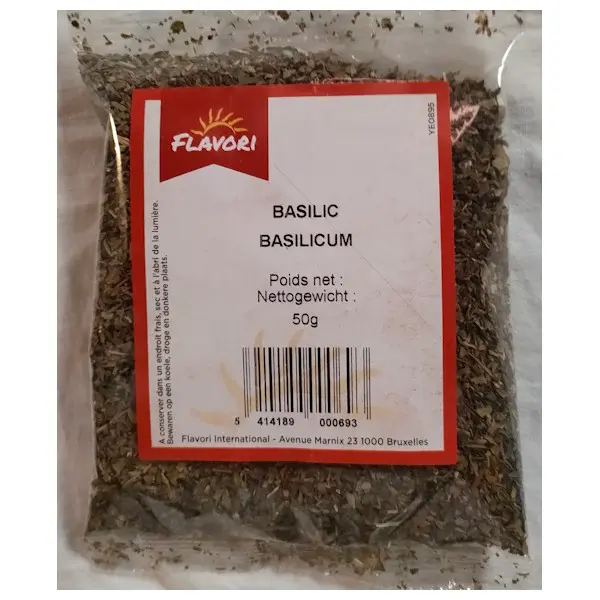 FLAVORI
YE0895
BASILIC
BASILICUM
Poids net :
Nettogewicht :
50g
A conserver dans un endroit frais, sec et à l'abri de la lumière.
Bewaren op een koele, droge en donkere plaats.
5 414189 000693
Flavori International - Avenue Marnix 23 1000 Bruxelles